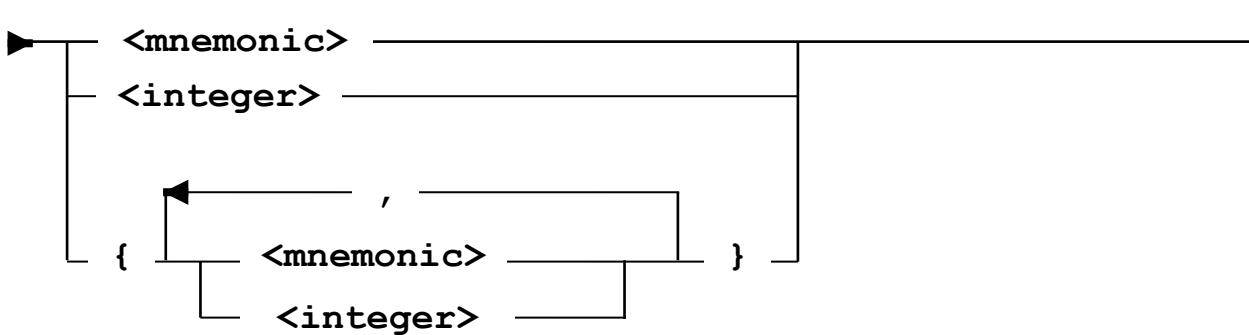 <mnemonic>
<integer>
,
{ <mnemonic> }
<integer>